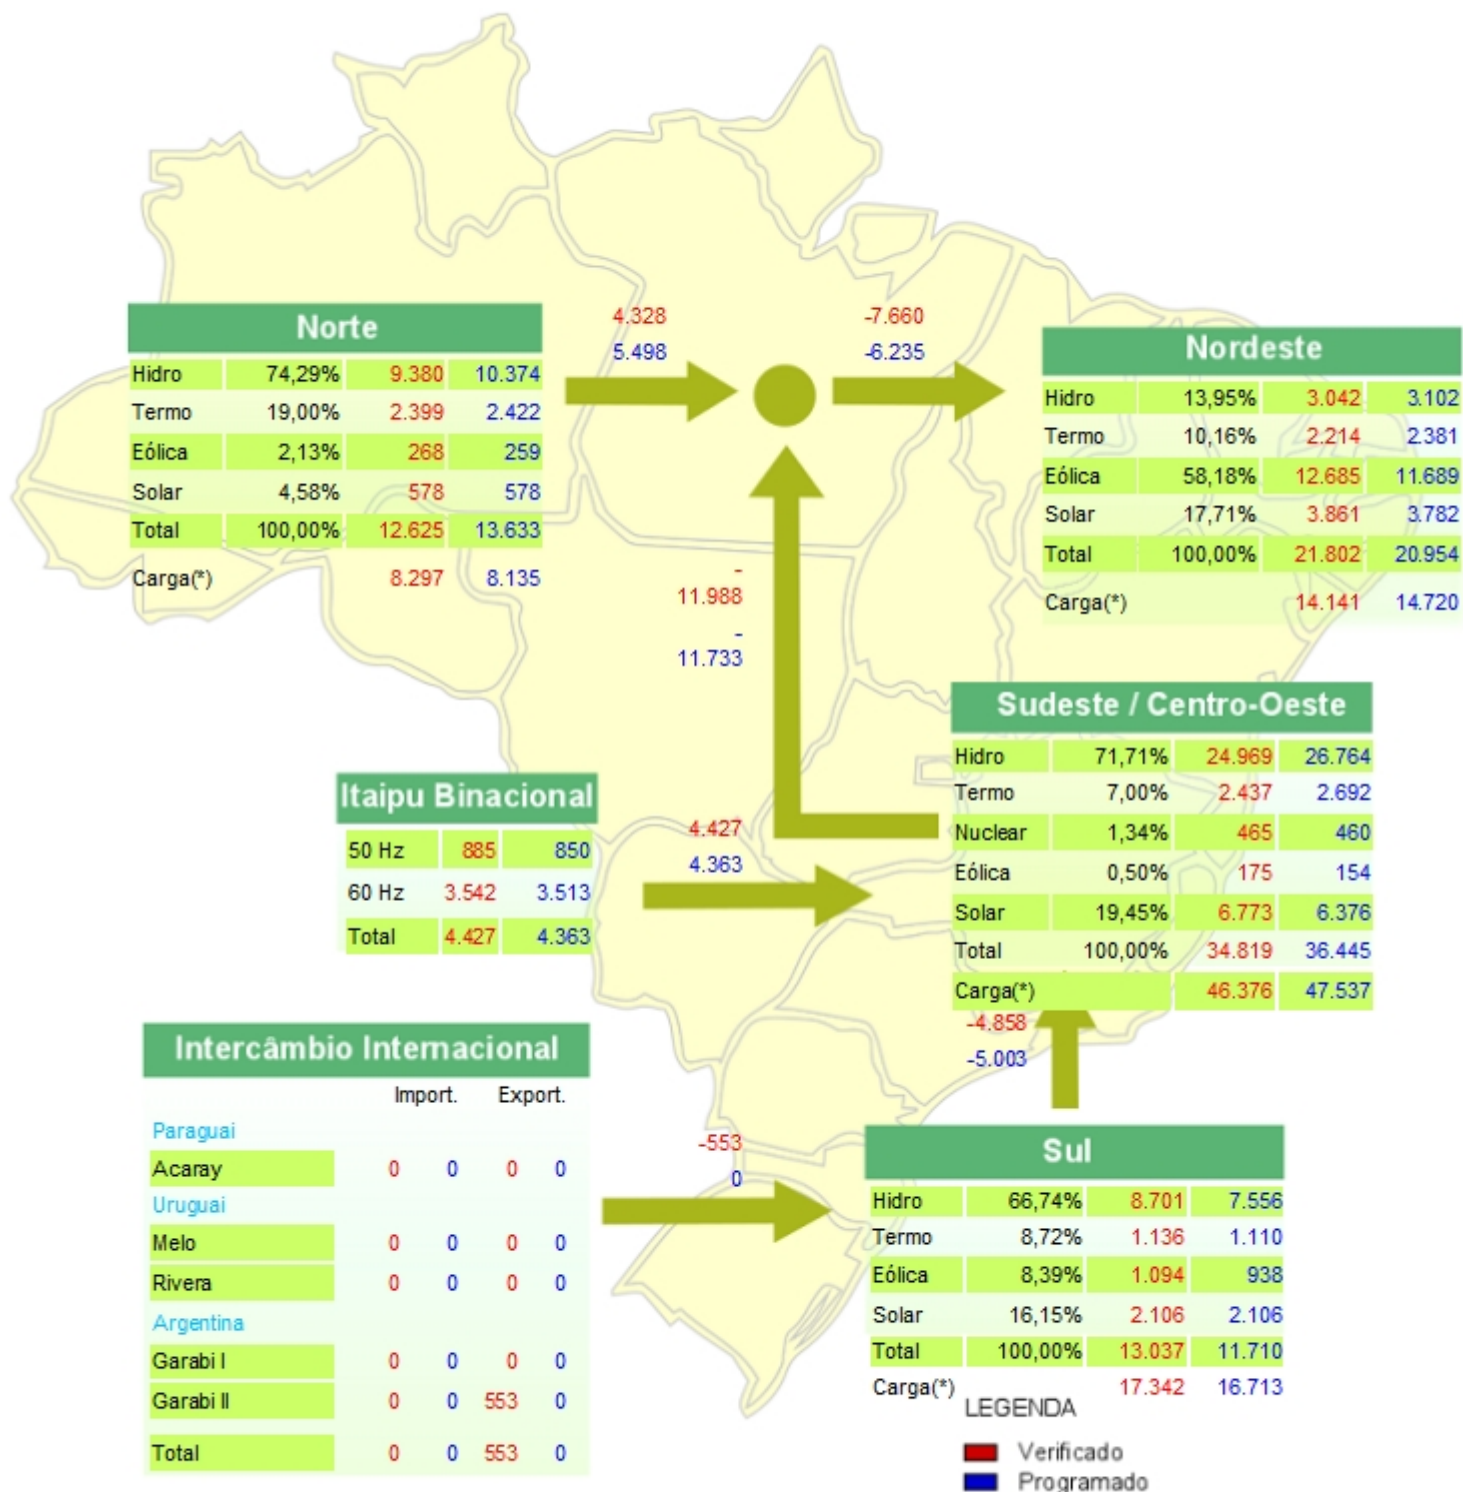 4.328
5.498
-7.660
-6.235
Norte
Hidro 74,29% 9.380 10.374
Termo 19,00% 2.399 2.422
Eólica 2,13% 268 259
Solar 4,58% 578 578
Total 100,00% 12.625 13.633
Carga(*) 8.297 8.135
Nordeste
Hidro 13,95% 3.042 3.102
Termo 10,16% 2.214 2.381
Eólica 58,18% 12.685 11.689
Solar 17,71% 3.861 3.782
Total 100,00% 21.802 20.954
Carga(*) 14.141 14.720
-
11.988
-
11.733
Sudeste / Centro-Oeste
Hidro 71,71% 24.969 26.764
Termo 7,00% 2.437 2.692
Nuclear 1,34% 465 460
Eólica 0,50% 175 154
Solar 19,45% 6.773 6.376
Total 100,00% 34.819 36.445
Carga(*) 46.376 47.537
Itaipu Binacional
50 Hz 885 850
60 Hz 3.542 3.513
Total 4.427 4.363
4.427
4.363
-4.858
-5.003
Intercâmbio Internacional
Import. Export.
Paraguai
Acaray 0 0 0 0
Uruguai
Melo 0 0 0 0
Rivera 0 0 0 0
Argentina
Garabi I 0 0 0 0
Garabi II 0 0 553 0
Total 0 0 553 0
-553
0
Sul
Hidro 66,74% 8.701 7.556
Termo 8,72% 1.136 1.110
Eólica 8,39% 1.094 938
Solar 16,15% 2.106 2.106
Total 100,00% 13.037 11.710
Carga(*) 17.342 16.713
LEGENDA
Verificado
Programado